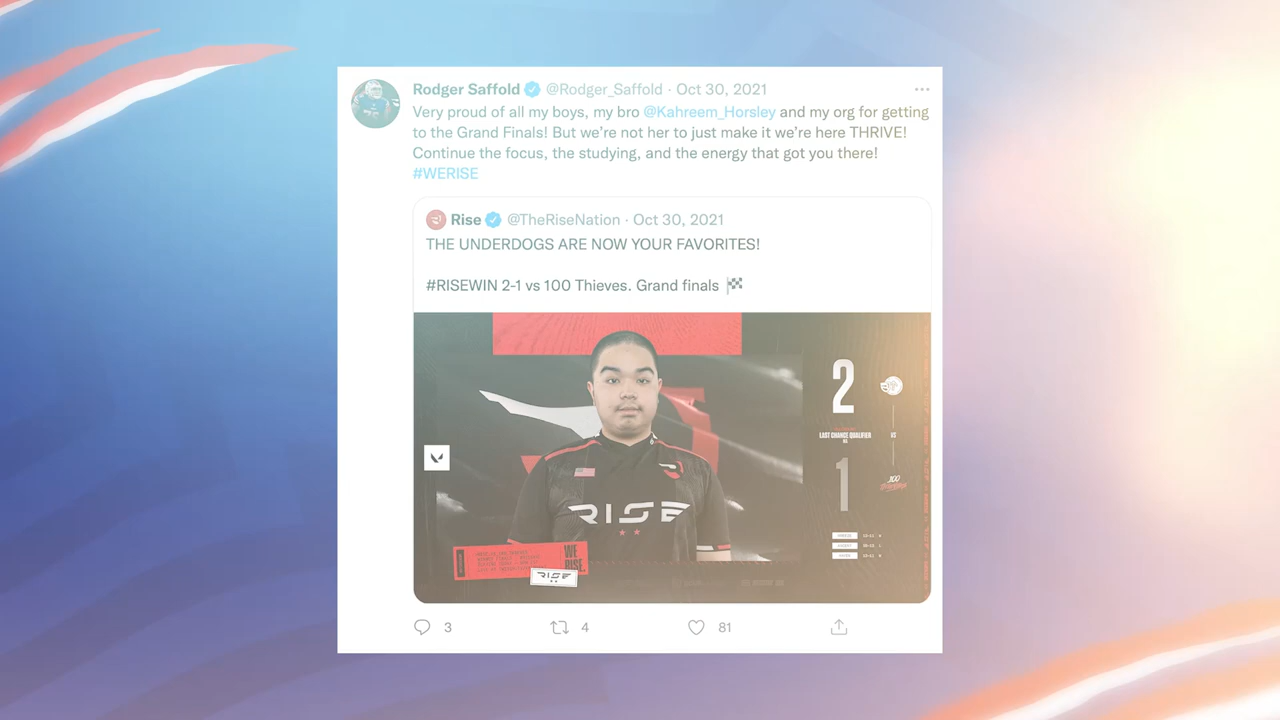 Rodger Saffold @Rodger_Saffold · Oct 30, 2021
Very proud of all my boys, my bro @Kahreem_Horsley and my org for getting
to the Grand Finals! But we're not her to just make it we're here THRIVE!
Continue the focus, the studying, and the energy that got you there!
#WERISE
Rise @TheRiseNation · Oct 30, 2021
THE UNDERDOGS ARE NOW YOUR FAVORITES!
#RISEWIN 2-1 vs 100 Thieves. Grand finals
2
LAST CHANCE QUALIFIER
VS
1
100
RISE
WE
RISE.
RISE
3
4
81